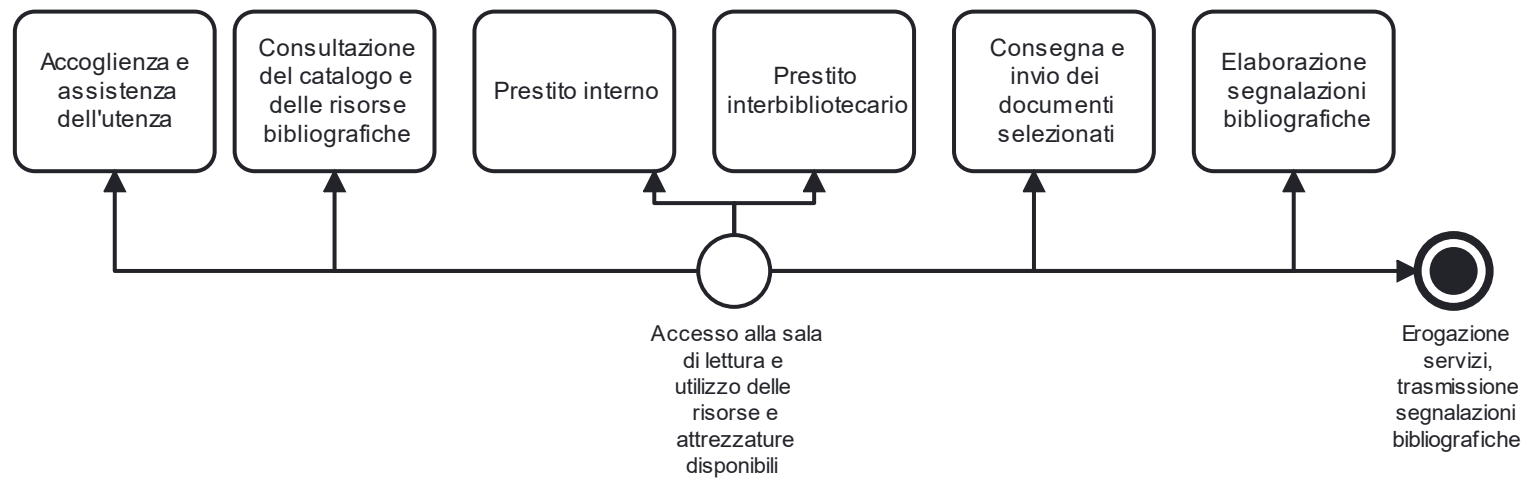 Accoglienza e
assistenza
dell'utenza
Consultazione
del catalogo e
delle risorse
bibliografiche
Prestito interno
Prestito
interbibliotecario
Consegna e
invio dei
documenti
selezionati
Elaborazione
segnalazioni
bibliografiche
Accesso alla sala
di lettura e
utilizzo delle
risorse e
attrezzature
disponibili
Erogazione
servizi,
trasmissione
segnalazioni
bibliografiche